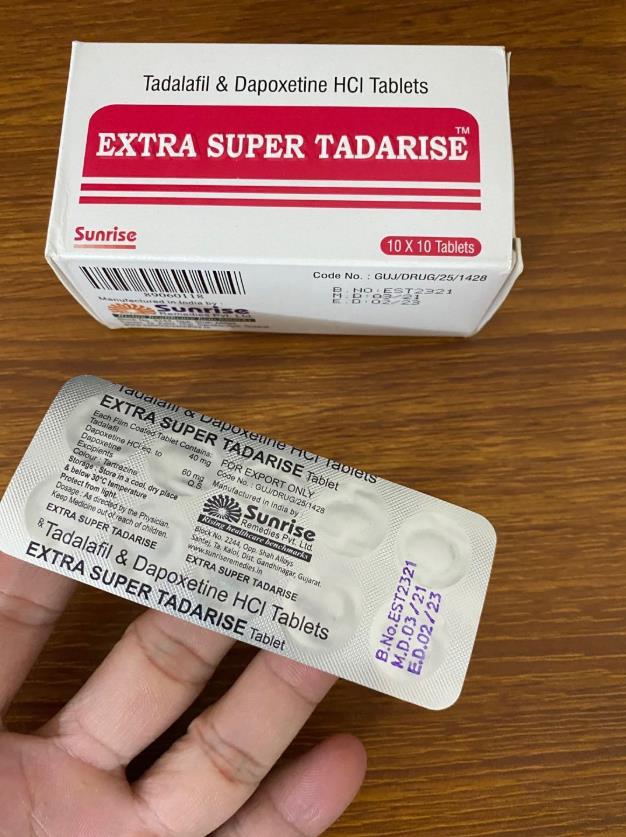 Tadalafil & Dapoxetine HCl Tablets
EXTRA SUPER TADARISE™
Sunrise
10 X 10 Tablets
Code No. : GUJ/DRUG/25/1428
B.NO:EST2321
M.D:03/21
E.D:02/23
89060118
Manufactured in India by :
Sunrise
Remedies Pvt. Ltd.
Rising healthcare benchmarks
Tadalafil & Dapoxetine HCl Tablets
EXTRA SUPER TADARISE Tablet
Each Film Coated Tablet Contains:
Tadalafil 40 mg
Dapoxetine HCl eq. to
Dapoxetine 60 mg
Excipients Q.S.
Colour : Tartrazine
Storage : Store in a cool, dry place
& below 30°C temperature
Protect from light.
Dosage : As directed by the Physician.
Keep Medicine out of reach of children.
EXTRA SUPER TADARISE
FOR EXPORT ONLY
Code No. : GUJ/DRUG/25/1428
Manufactured in India by
Sunrise
Remedies Pvt. Ltd.
Rising healthcare benchmarks
Block No. 2244, Opp. Shah Alloys
Santej, Ta. Kalol, Dist. Gandhinagar, Gujarat.
www.sunriseremedies.in
EXTRA SUPER TADARISE
& Tadalafil & Dapoxetine HCl Tablets
EXTRA SUPER TADARISE Tablet
B.No.EST2321
M.D.03/21
E.D.02/23